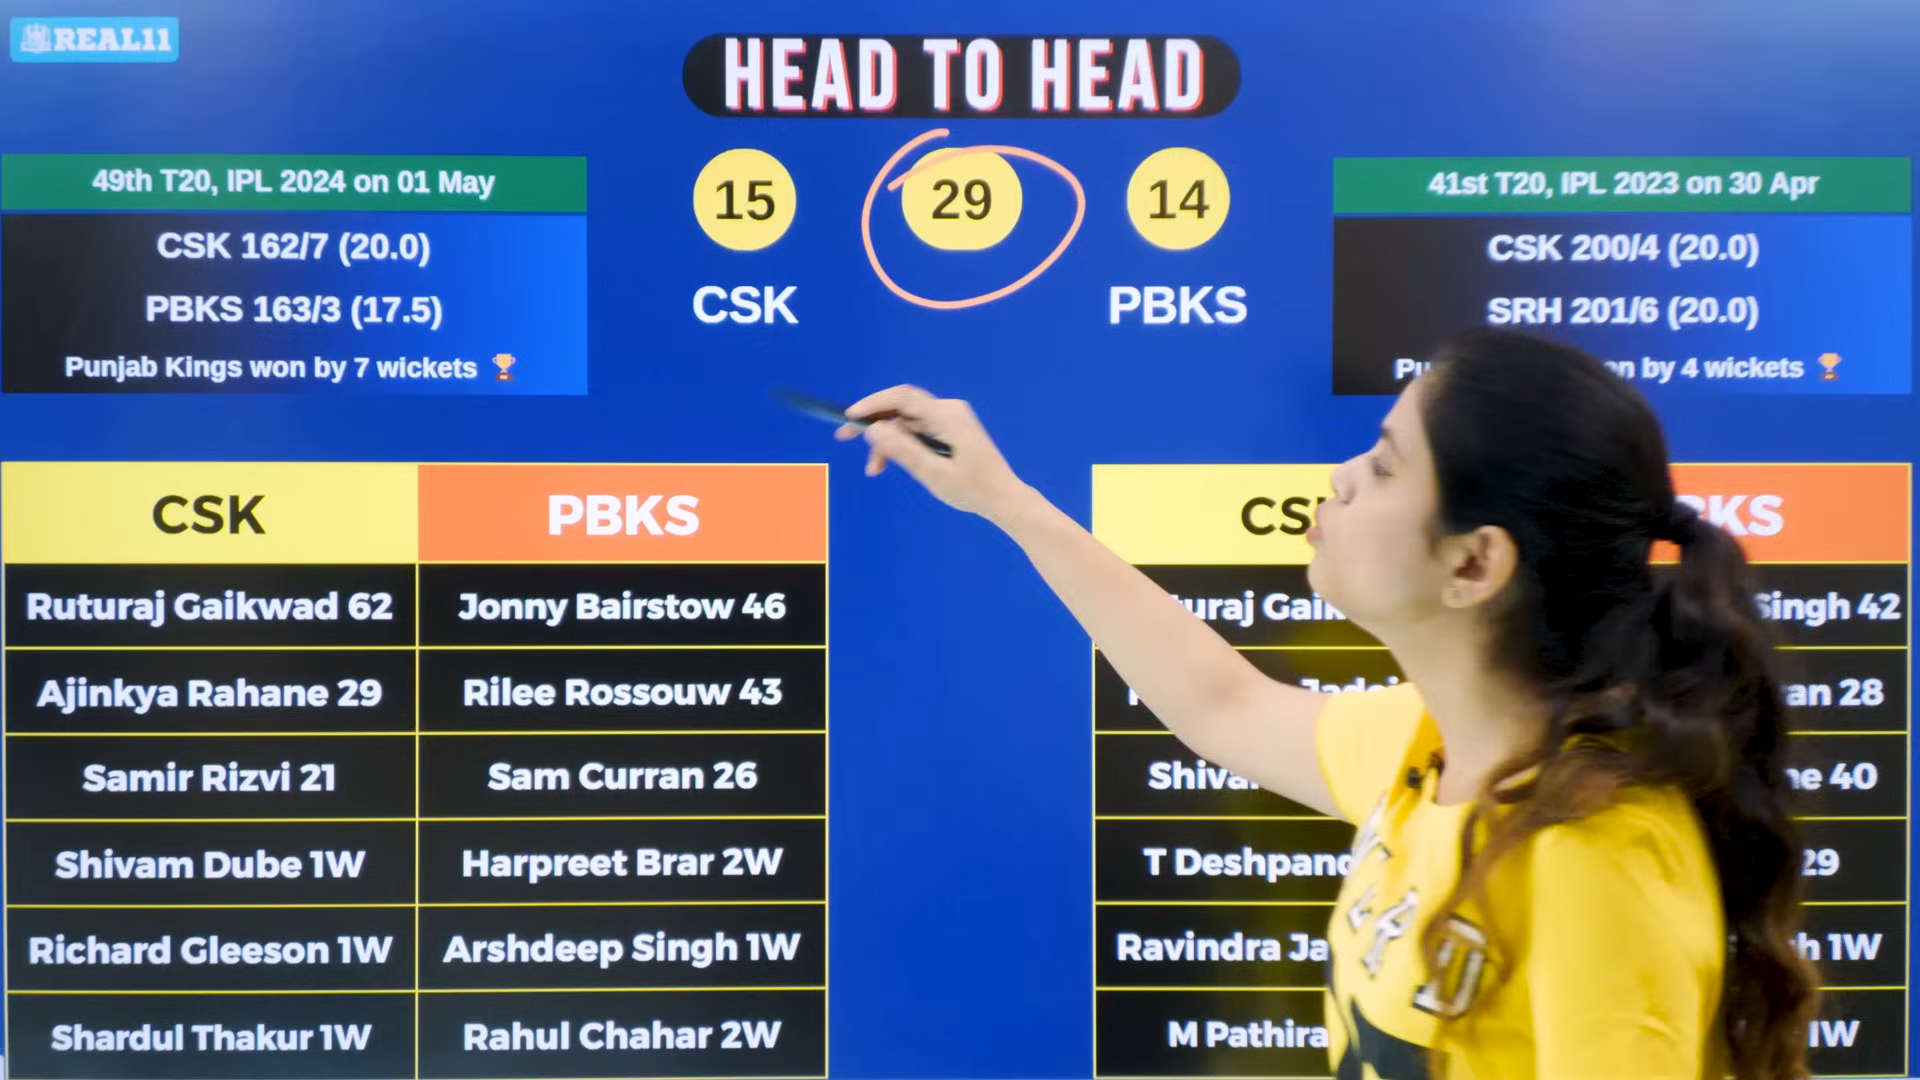 REAL11
HEAD TO HEAD
49th T20, IPL 2024 on 01 May
CSK 162/7 (20.0)
PBKS 163/3 (17.5)
Punjab Kings won by 7 wickets
15
29
14
CSK
PBKS
41st T20, IPL 2023 on 30 Apr
CSK 200/4 (20.0)
SRH 201/6 (20.0)
by 4 wickets
CSK
PBKS
Ruturaj Gaikwad 62
Jonny Bairstow 46
Ajinkya Rahane 29
Rilee Rossouw 43
Samir Rizvi 21
Sam Curran 26
Shivam Dube 1W
Harpreet Brar 2W
Richard Gleeson 1W
Arshdeep Singh 1W
Shardul Thakur 1W
Rahul Chahar 2W
Singh 42
28
40
T
29
Ravindra
1W
M
1W